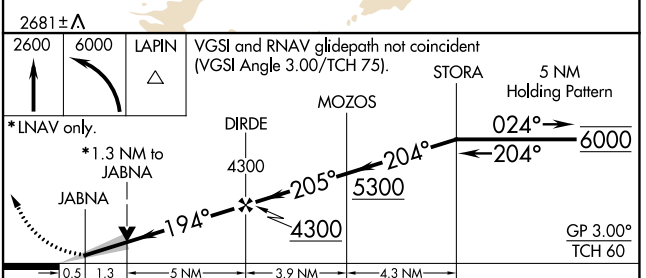 2681±
2600 6000 LAPIN
VGSI and RNAV glidepath not coincident
(VGSI Angle 3.00/TCH 75).
STORA
5 NM
Holding Pattern
MOZOS
*LNAV only.
DIRDE
024°
6000
204°
*1.3 NM to
JABNA
4300
204°
205°
5300
JABNA
194°
4300
GP 3.00°
TCH 60
0.5 1.3 5 NM 3.9 NM 4.3 NM